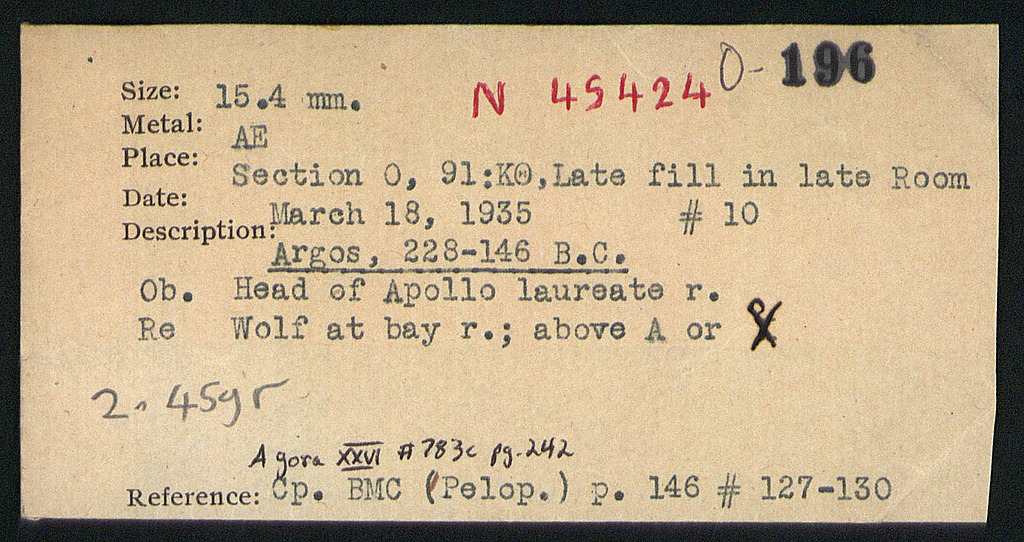 N 45424 O- 196
Size: 15.4 mm.
Metal: AE
Place: Section O, 91:KΘ, Late fill in late Room
Date: March 18, 1935 # 10
Description: Argos, 228-146 B.C.
Ob. Head of Apollo laureate r.
Re Wolf at bay r.; above A or
2.45gr
Agora XXVI #783c pg.242
Reference: Cp. BMC (Pelop.) p. 146 # 127-130